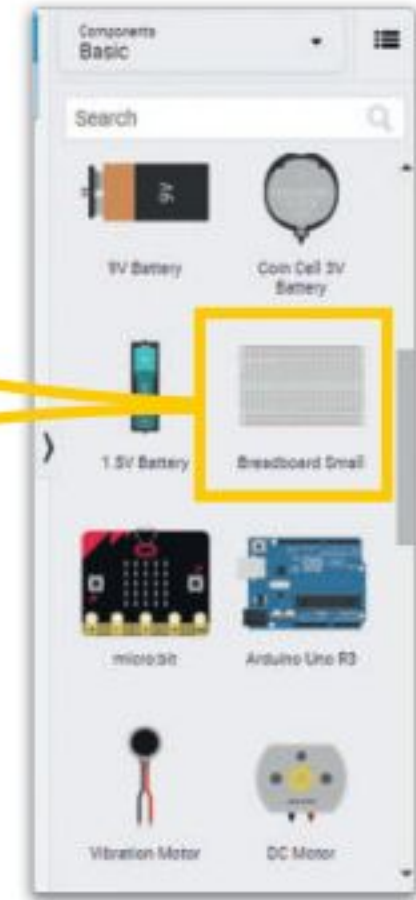 Components
Basic
Search
9V
9V Battery
Coin Cell 3V
Battery
1.5V Battery
Breadboard Small
micro:bit
Arduino Uno R3
Vibration Motor
DC Motor